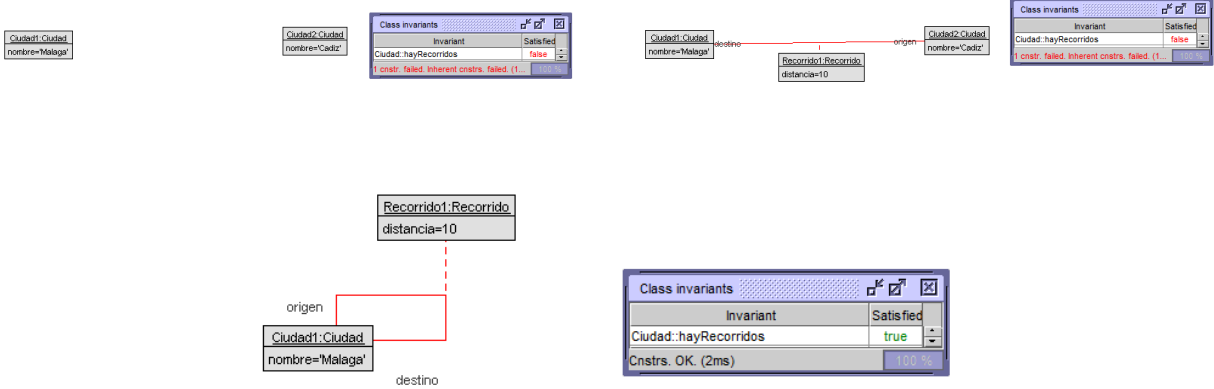 Ciudad1:Ciudad
nombre='Malaga'
Ciudad2:Ciudad
nombre='Cadiz'
Class invariants
Invariant Satisfied
Ciudad::hayRecorridos false
1 cnstr. failed. Inherent cnstrs. failed. (1... 100 %
Ciudad1:Ciudad
nombre='Malaga'
destino
origen
Recorrido1:Recorrido
distancia=10
Ciudad2:Ciudad
nombre='Cadiz'
Class invariants
Invariant Satisfied
Ciudad::hayRecorridos false
1 cnstr. failed. Inherent cnstrs. failed. (1... 100 %
Recorrido1:Recorrido
distancia=10
origen
Ciudad1:Ciudad
nombre='Malaga'
destino
Class invariants
Invariant Satisfied
Ciudad::hayRecorridos true
Cnstrs. OK. (2ms) 100 %